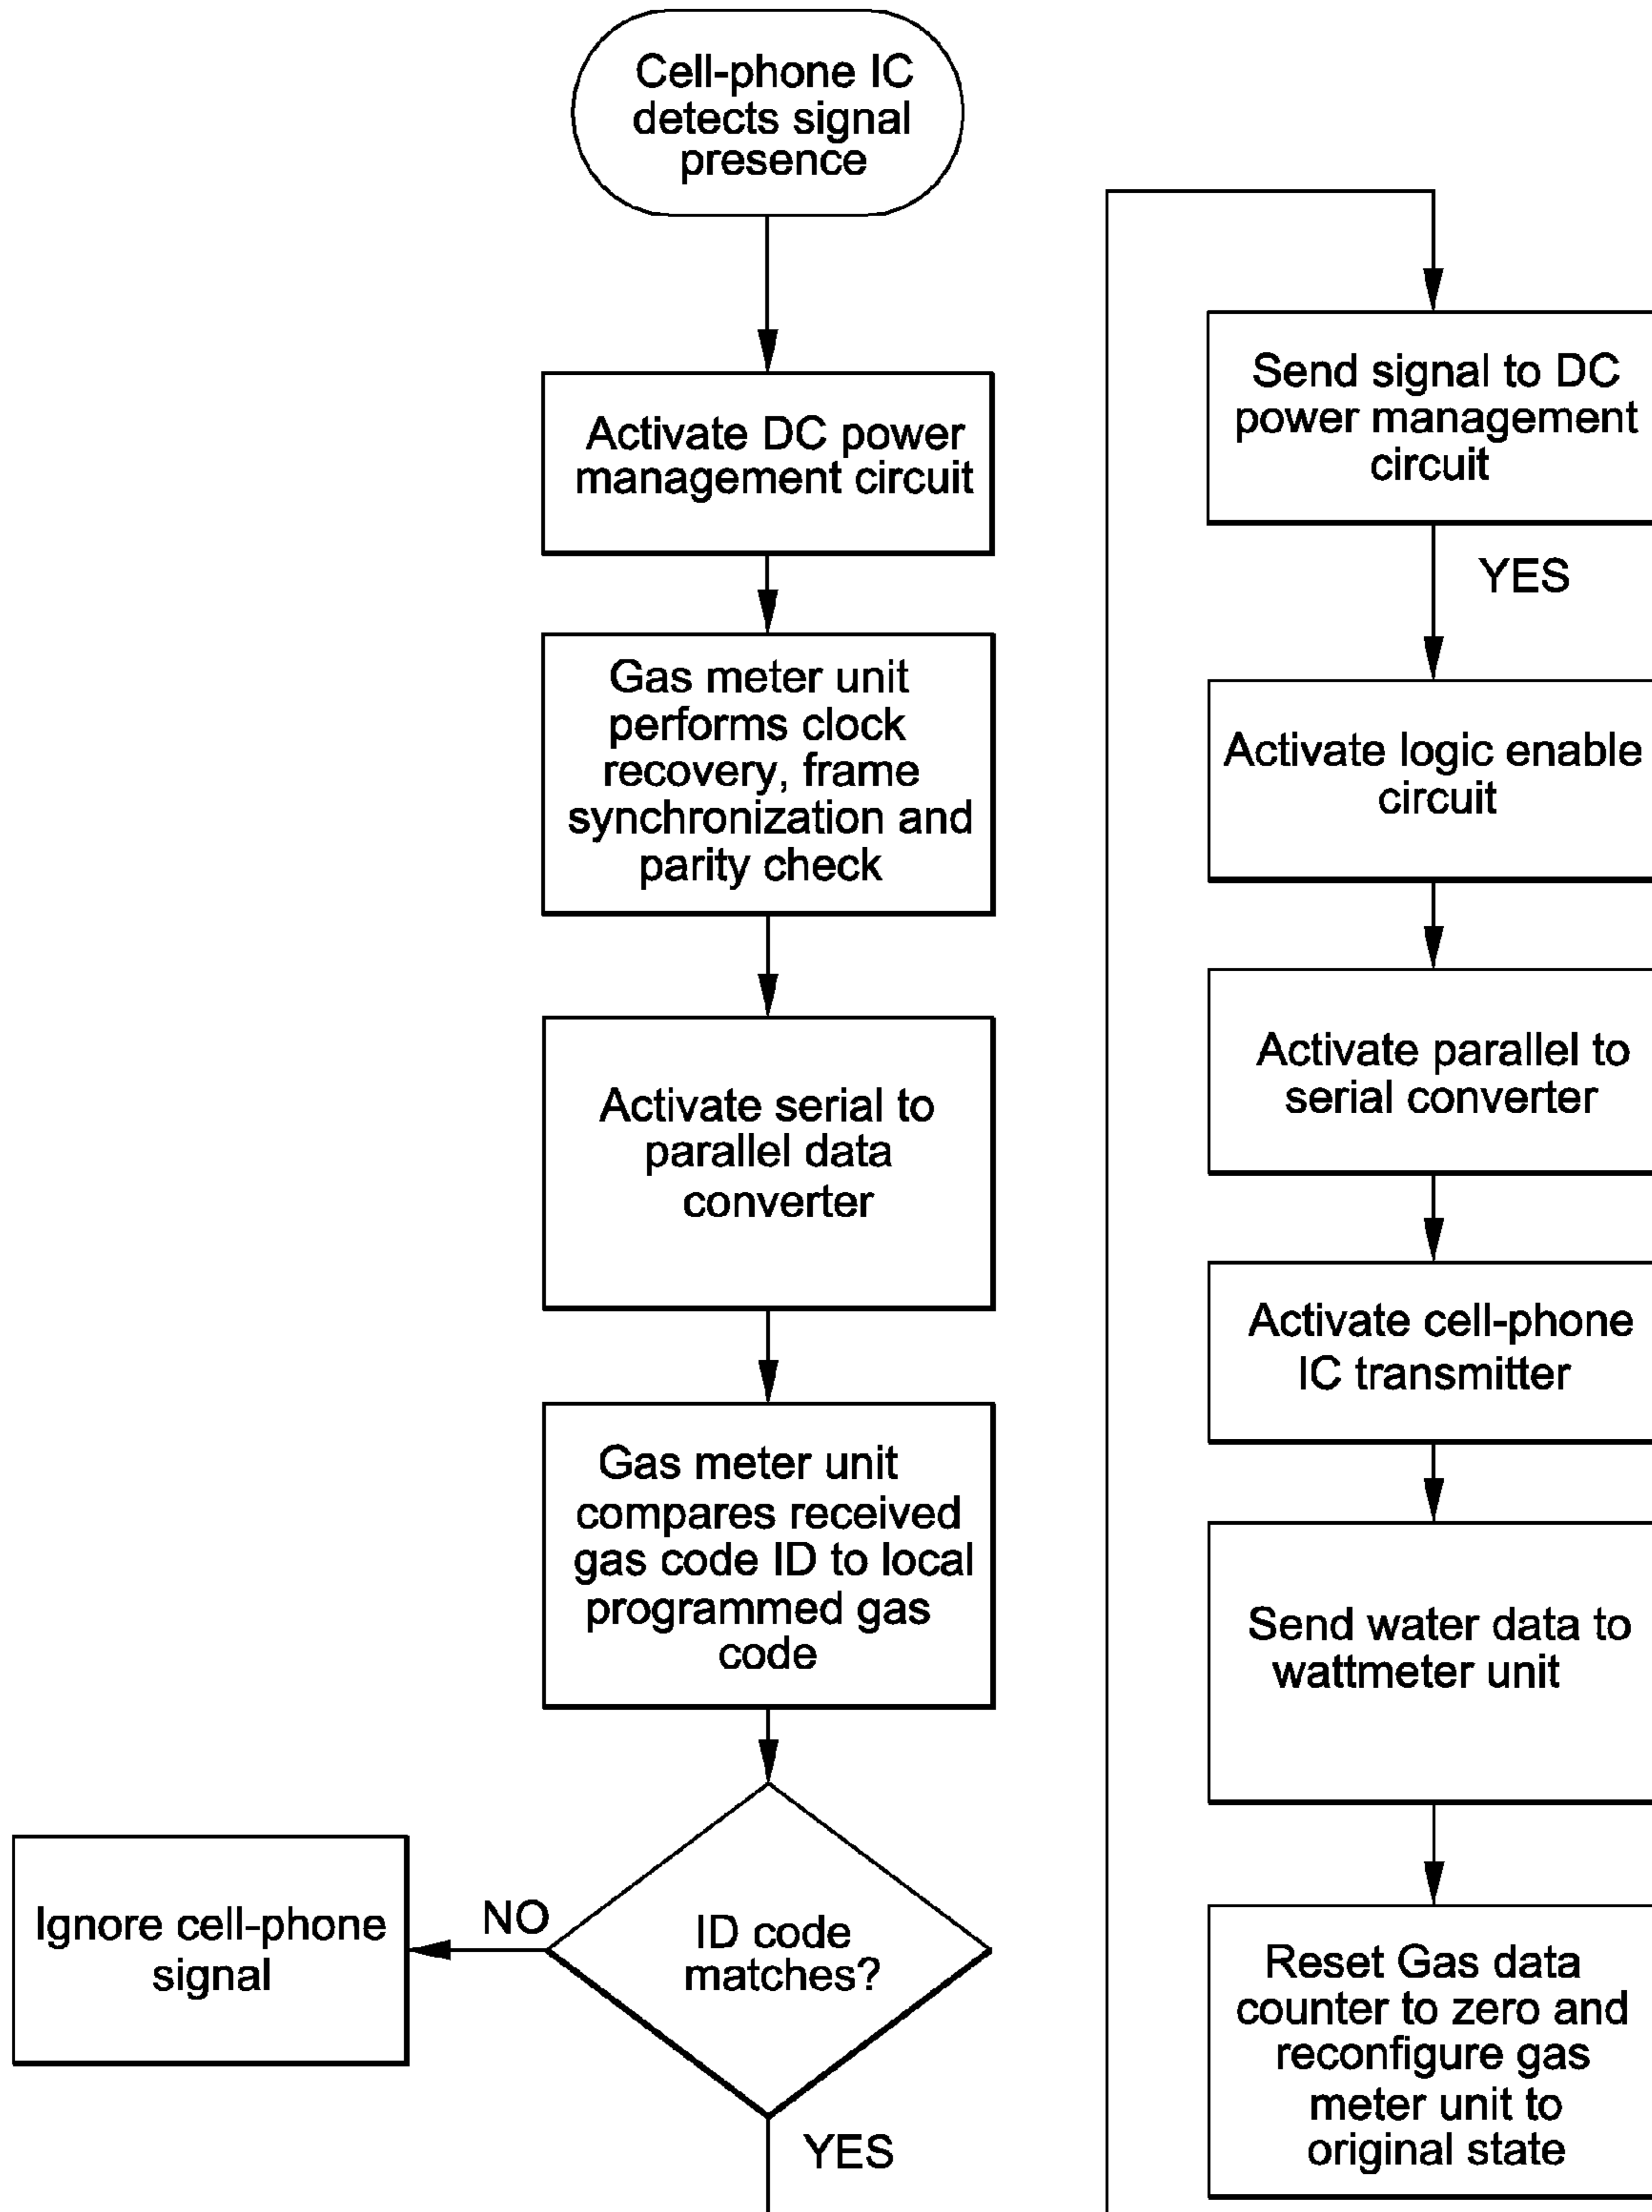 Cell-phone IC
detects signal
presence
Activate DC power
management circuit
Gas meter unit
performs clock
recovery, frame
synchronization and
parity check
Activate serial to
parallel data
converter
Gas meter unit
compares received
gas code ID to local
programmed gas
code
ID code
matches?
NO
Ignore cell-phone
signal
YES
Send signal to DC
power management
circuit
YES
Activate logic enable
circuit
Activate parallel to
serial converter
Activate cell-phone
IC transmitter
Send water data to
wattmeter unit
Reset Gas data
counter to zero and
reconfigure gas
meter unit to
original state